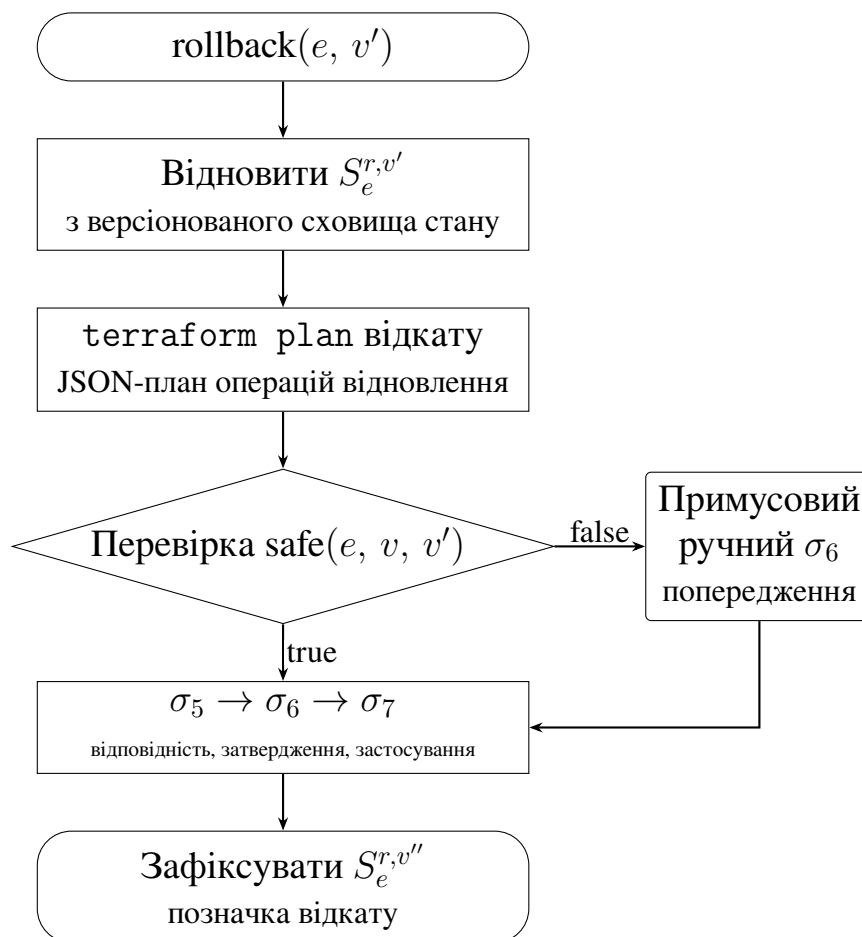 rollback(e, v′)
Відновити S_e^{r,v′}
з версіонованого сховища стану
terraform plan відкату
JSON-план операцій відновлення
Перевірка safe(e, v, v′)
false
Примусовий
ручний σ₆
попередження
true
σ₅ → σ₆ → σ₇
відповідність, затвердження, застосування
Зафіксувати S_e^{r,v″}
позначка відкату